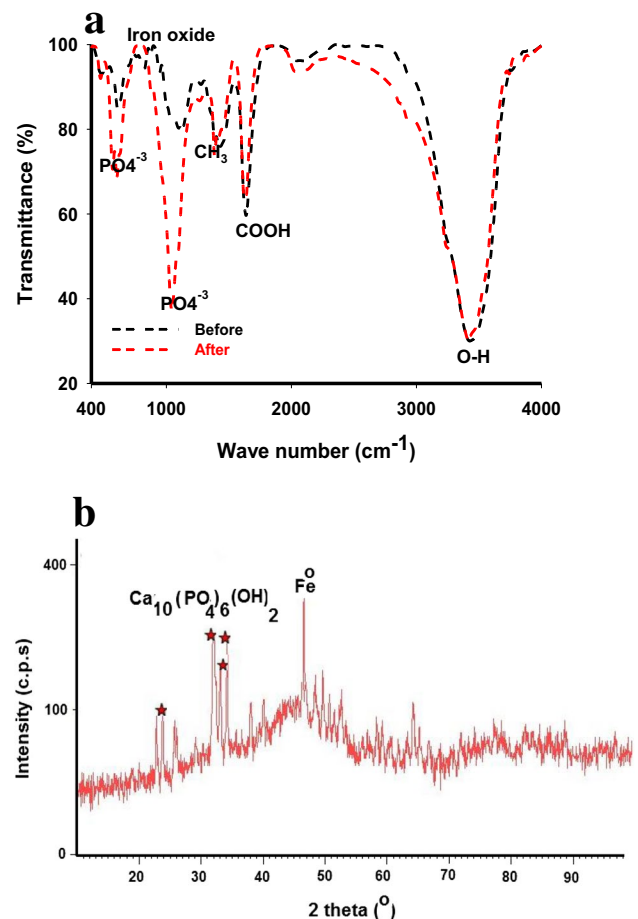 a
100
80
60
40
20
Transmittance (%)
Iron oxide
PO4-3
CH3
COOH
PO4-3
Before
After
O-H
400
1000
2000
3000
4000
Wave number (cm-1)
b
400
100
0
Intensity (c.p.s)
Ca10(PO4)6(OH)2
Feo
20
30
40
50
60
70
80
90
2 theta (o)